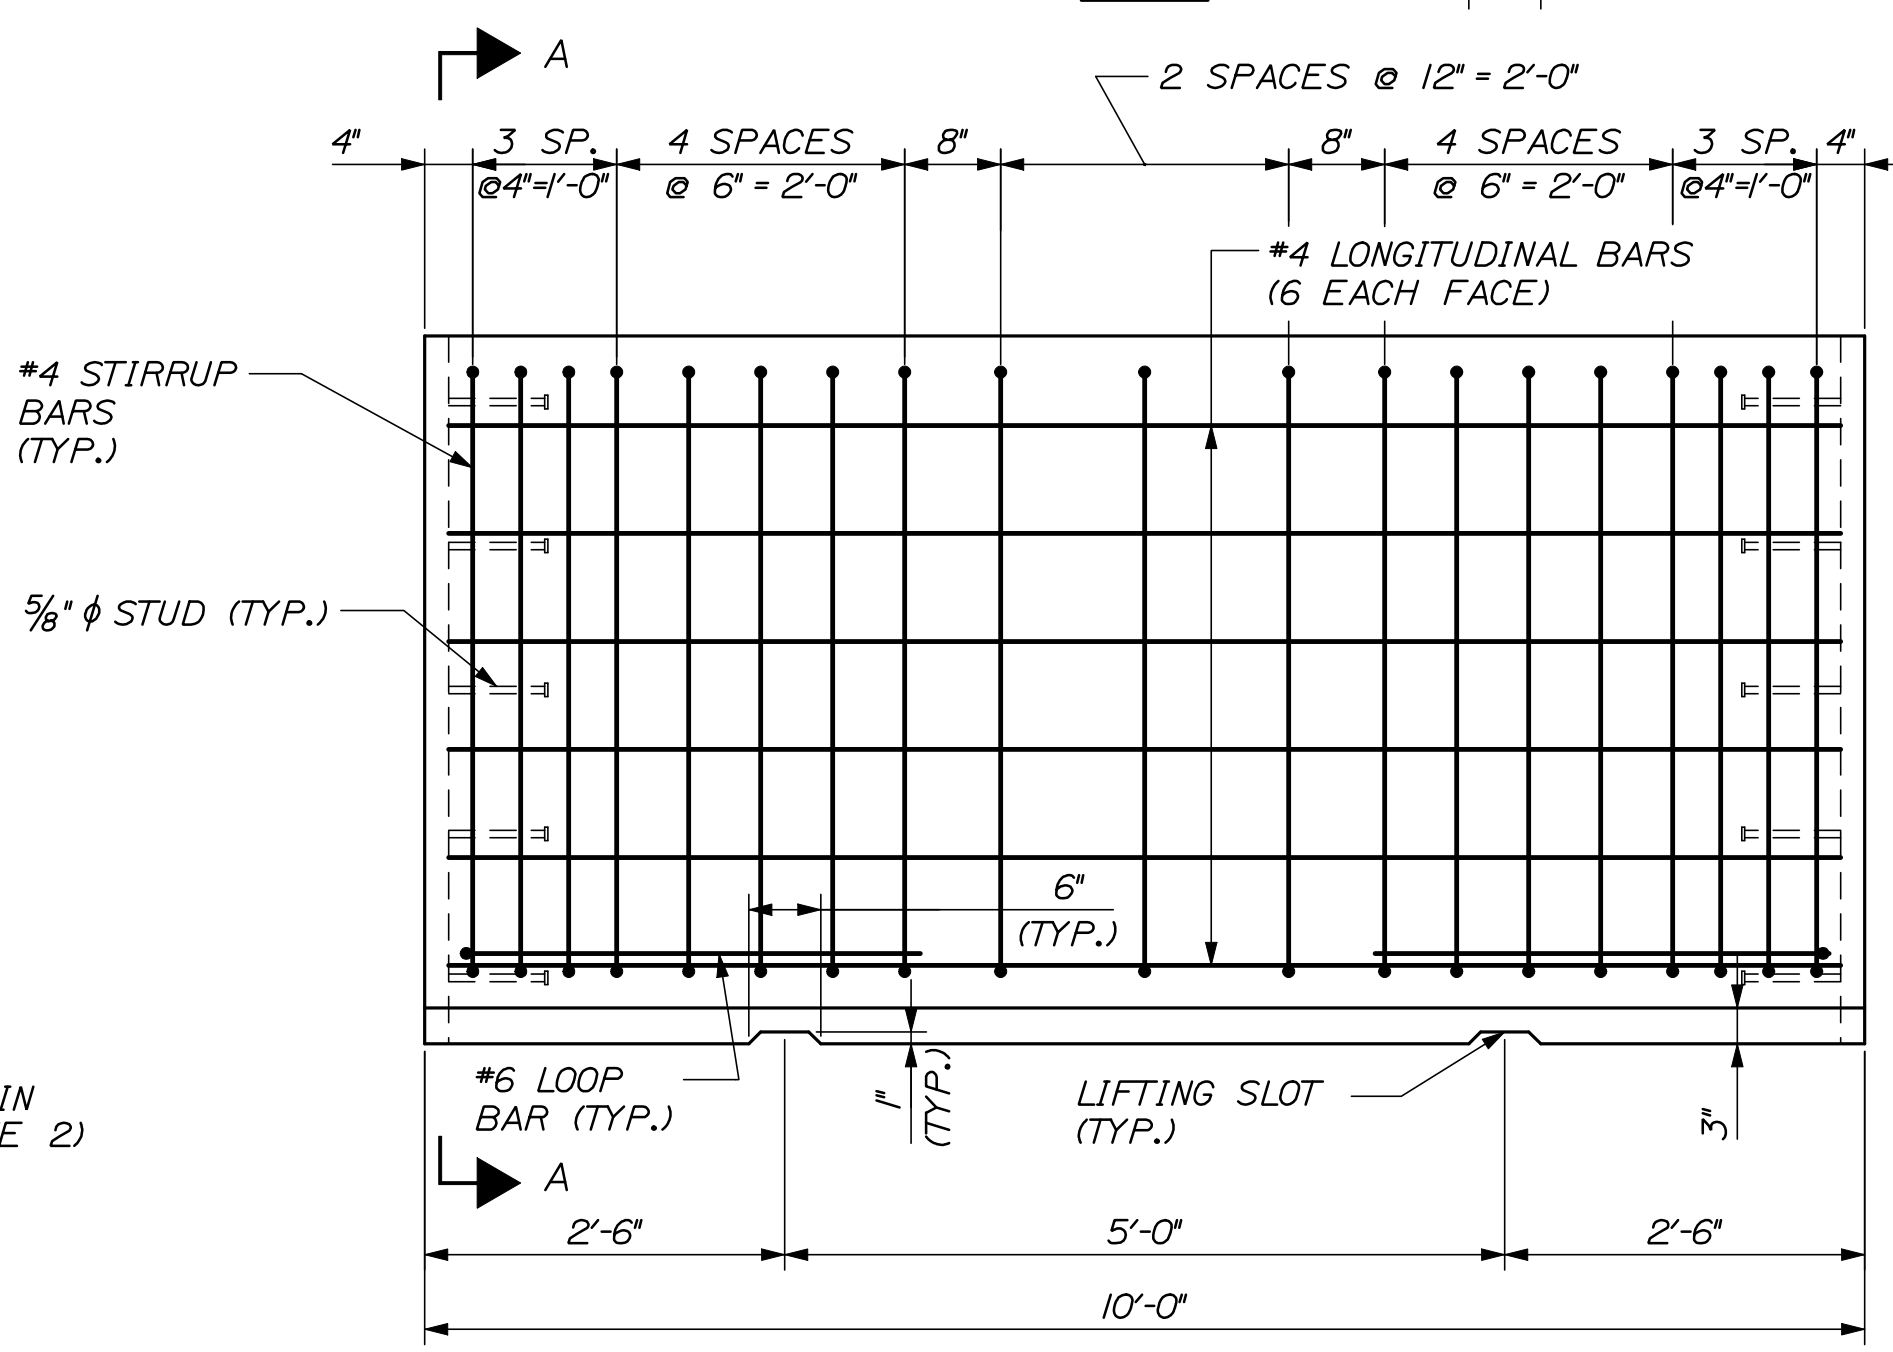 A
2 SPACES @ 12" = 2'-0"
4" 3 SP. 4 SPACES 8" 8" 4 SPACES 3 SP. 4"
@4"=1'-0" @ 6" = 2'-0" @ 6" = 2'-0" @4"=1'-0"
#4 LONGITUDINAL BARS
(6 EACH FACE)
#4 STIRRUP
BARS
(TYP.)
5/8" ϕ STUD (TYP.)
6"
(TYP.)
#6 LOOP
BAR (TYP.)
1"
(TYP.)
LIFTING SLOT
(TYP.)
3"
IN
E 2)
A
2'-6" 5'-0" 2'-6"
10'-0"